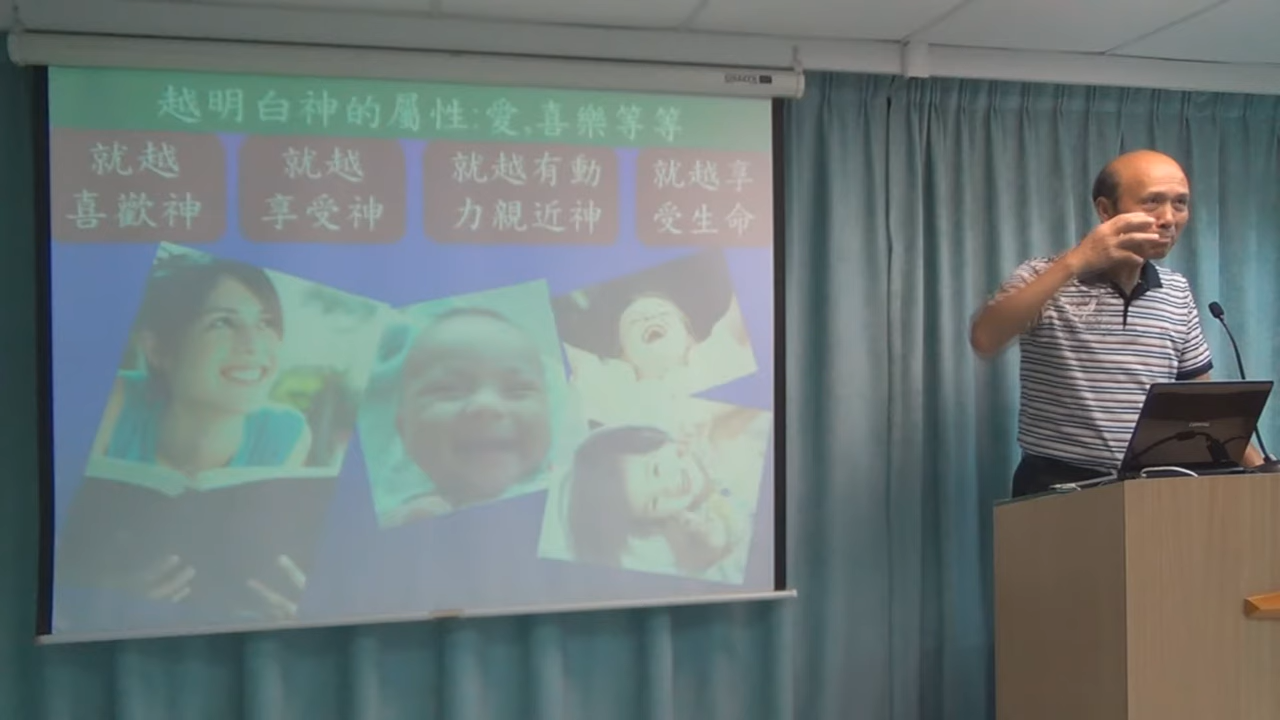 越明白神的屬性:愛,喜樂等等
就越
喜歡神
就越
享受神
就越有動
力親近神
就越享
受生命